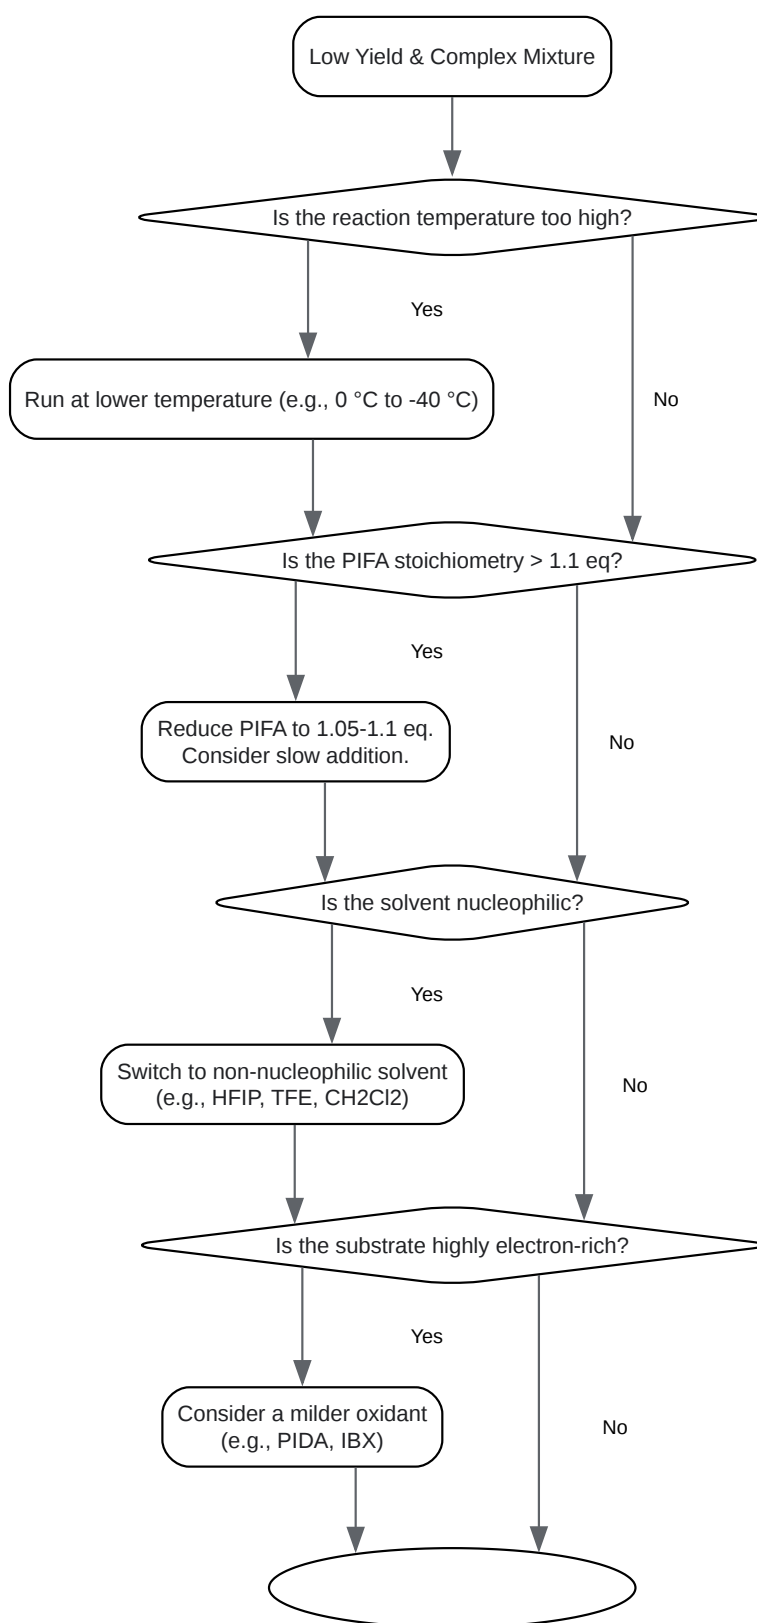 Low Yield & Complex Mixture
Is the reaction temperature too high?
Yes
Run at lower temperature (e.g., 0 °C to -40 °C)
No
Is the PIFA stoichiometry > 1.1 eq?
Yes
Reduce PIFA to 1.05-1.1 eq.
Consider slow addition.
No
Is the solvent nucleophilic?
Yes
Switch to non-nucleophilic solvent
(e.g., HFIP, TFE, CH2Cl2)
No
Is the substrate highly electron-rich?
Yes
Consider a milder oxidant
(e.g., PIDA, IBX)
No